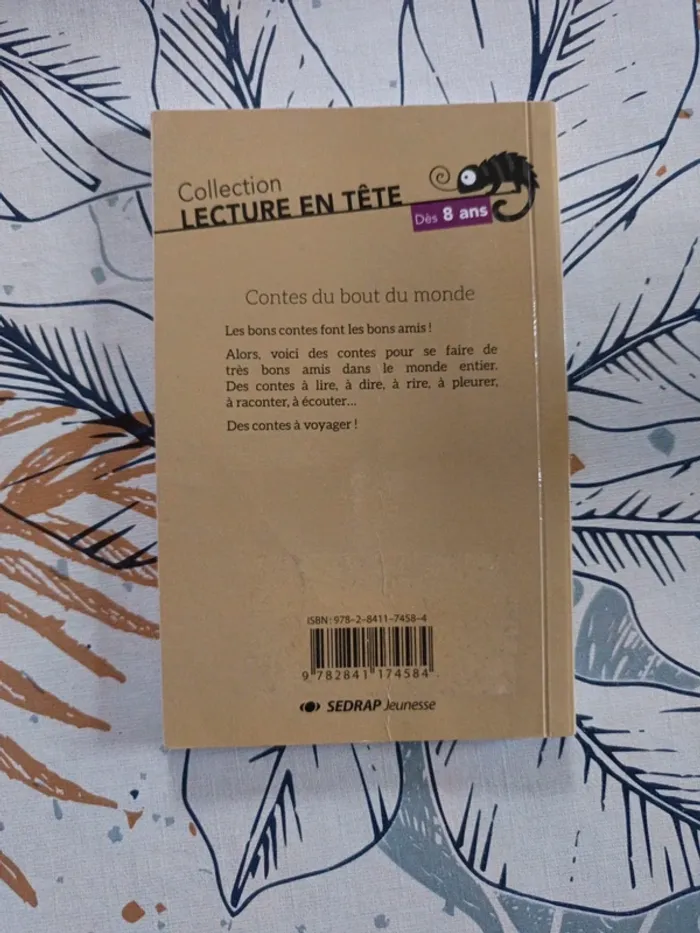 Collection
LECTURE EN TÊTE
Dès 8 ans
Contes du bout du monde
Les bons contes font les bons amis !
Alors, voici des contes pour se faire de
très bons amis dans le monde entier.
Des contes à lire, à dire, à rire, à pleurer,
à raconter, à écouter...
Des contes à voyager !
ISBN : 978-2-8411-7458-4
9 782841 174584
SEDRAP Jeunesse